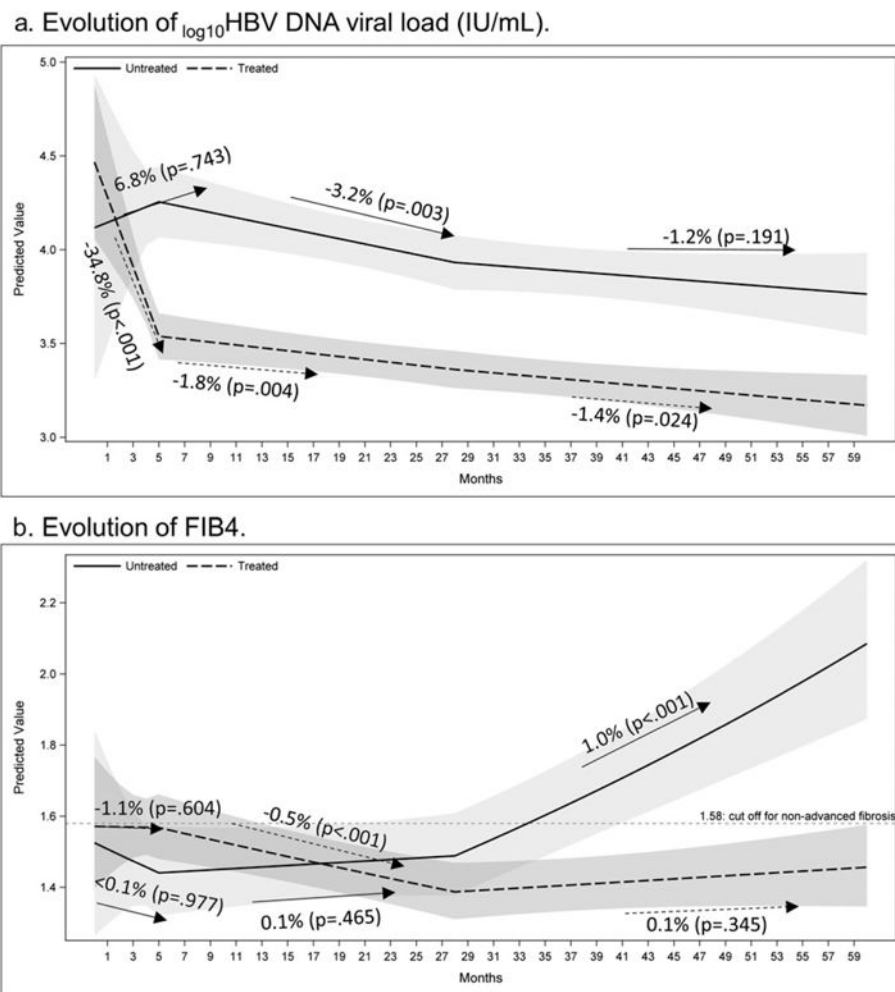 a. Evolution of log10HBV DNA viral load (IU/mL).
Untreated Treated
5.0
4.5
4.0
3.5
3.0
Predicted Value
6.8% (p=.743)
-3.2% (p=.003)
-1.2% (p=.191)
-34.8% (p<.001)
-1.8% (p=.004)
-1.4% (p=.024)
1 3 5 7 9 11 13 15 17 19 21 23 25 27 29 31 33 35 37 39 41 43 45 47 49 51 53 55 57 59
Months
b. Evolution of FIB4.
Untreated Treated
2.2
2.0
1.8
1.6
1.4
Predicted Value
1.0% (p<.001)
-1.1% (p=.604)
-0.5% (p<.001)
1.58: cut off for non-advanced fibrosis
<0.1% (p=.977)
0.1% (p=.465)
0.1% (p=.345)
1 3 5 7 9 11 13 15 17 19 21 23 25 27 29 31 33 35 37 39 41 43 45 47 49 51 53 55 57 59
Months